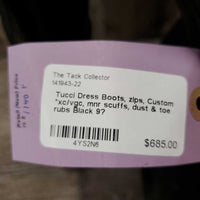 The Tack Collector
141943-22
Tucci Dress Boots, zips, Custom
*xc/vgc, mnr scuffs, dust & toe
rubs Black 9?
$685.00
4YS2N6